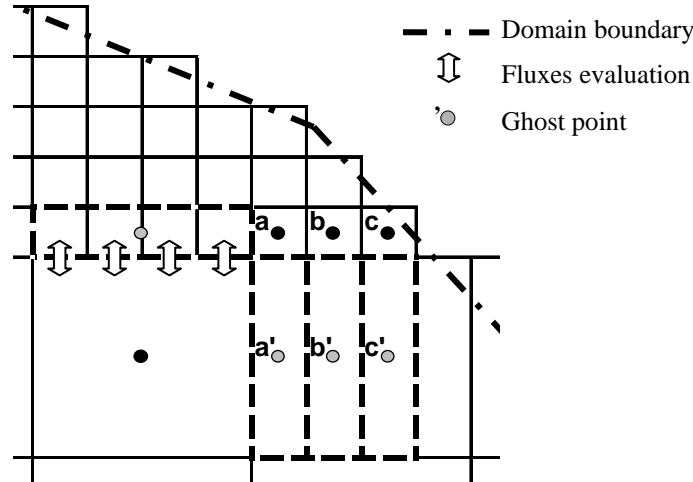 Domain boundary
Fluxes evaluation
’ Ghost point
a b c
a' b' c'